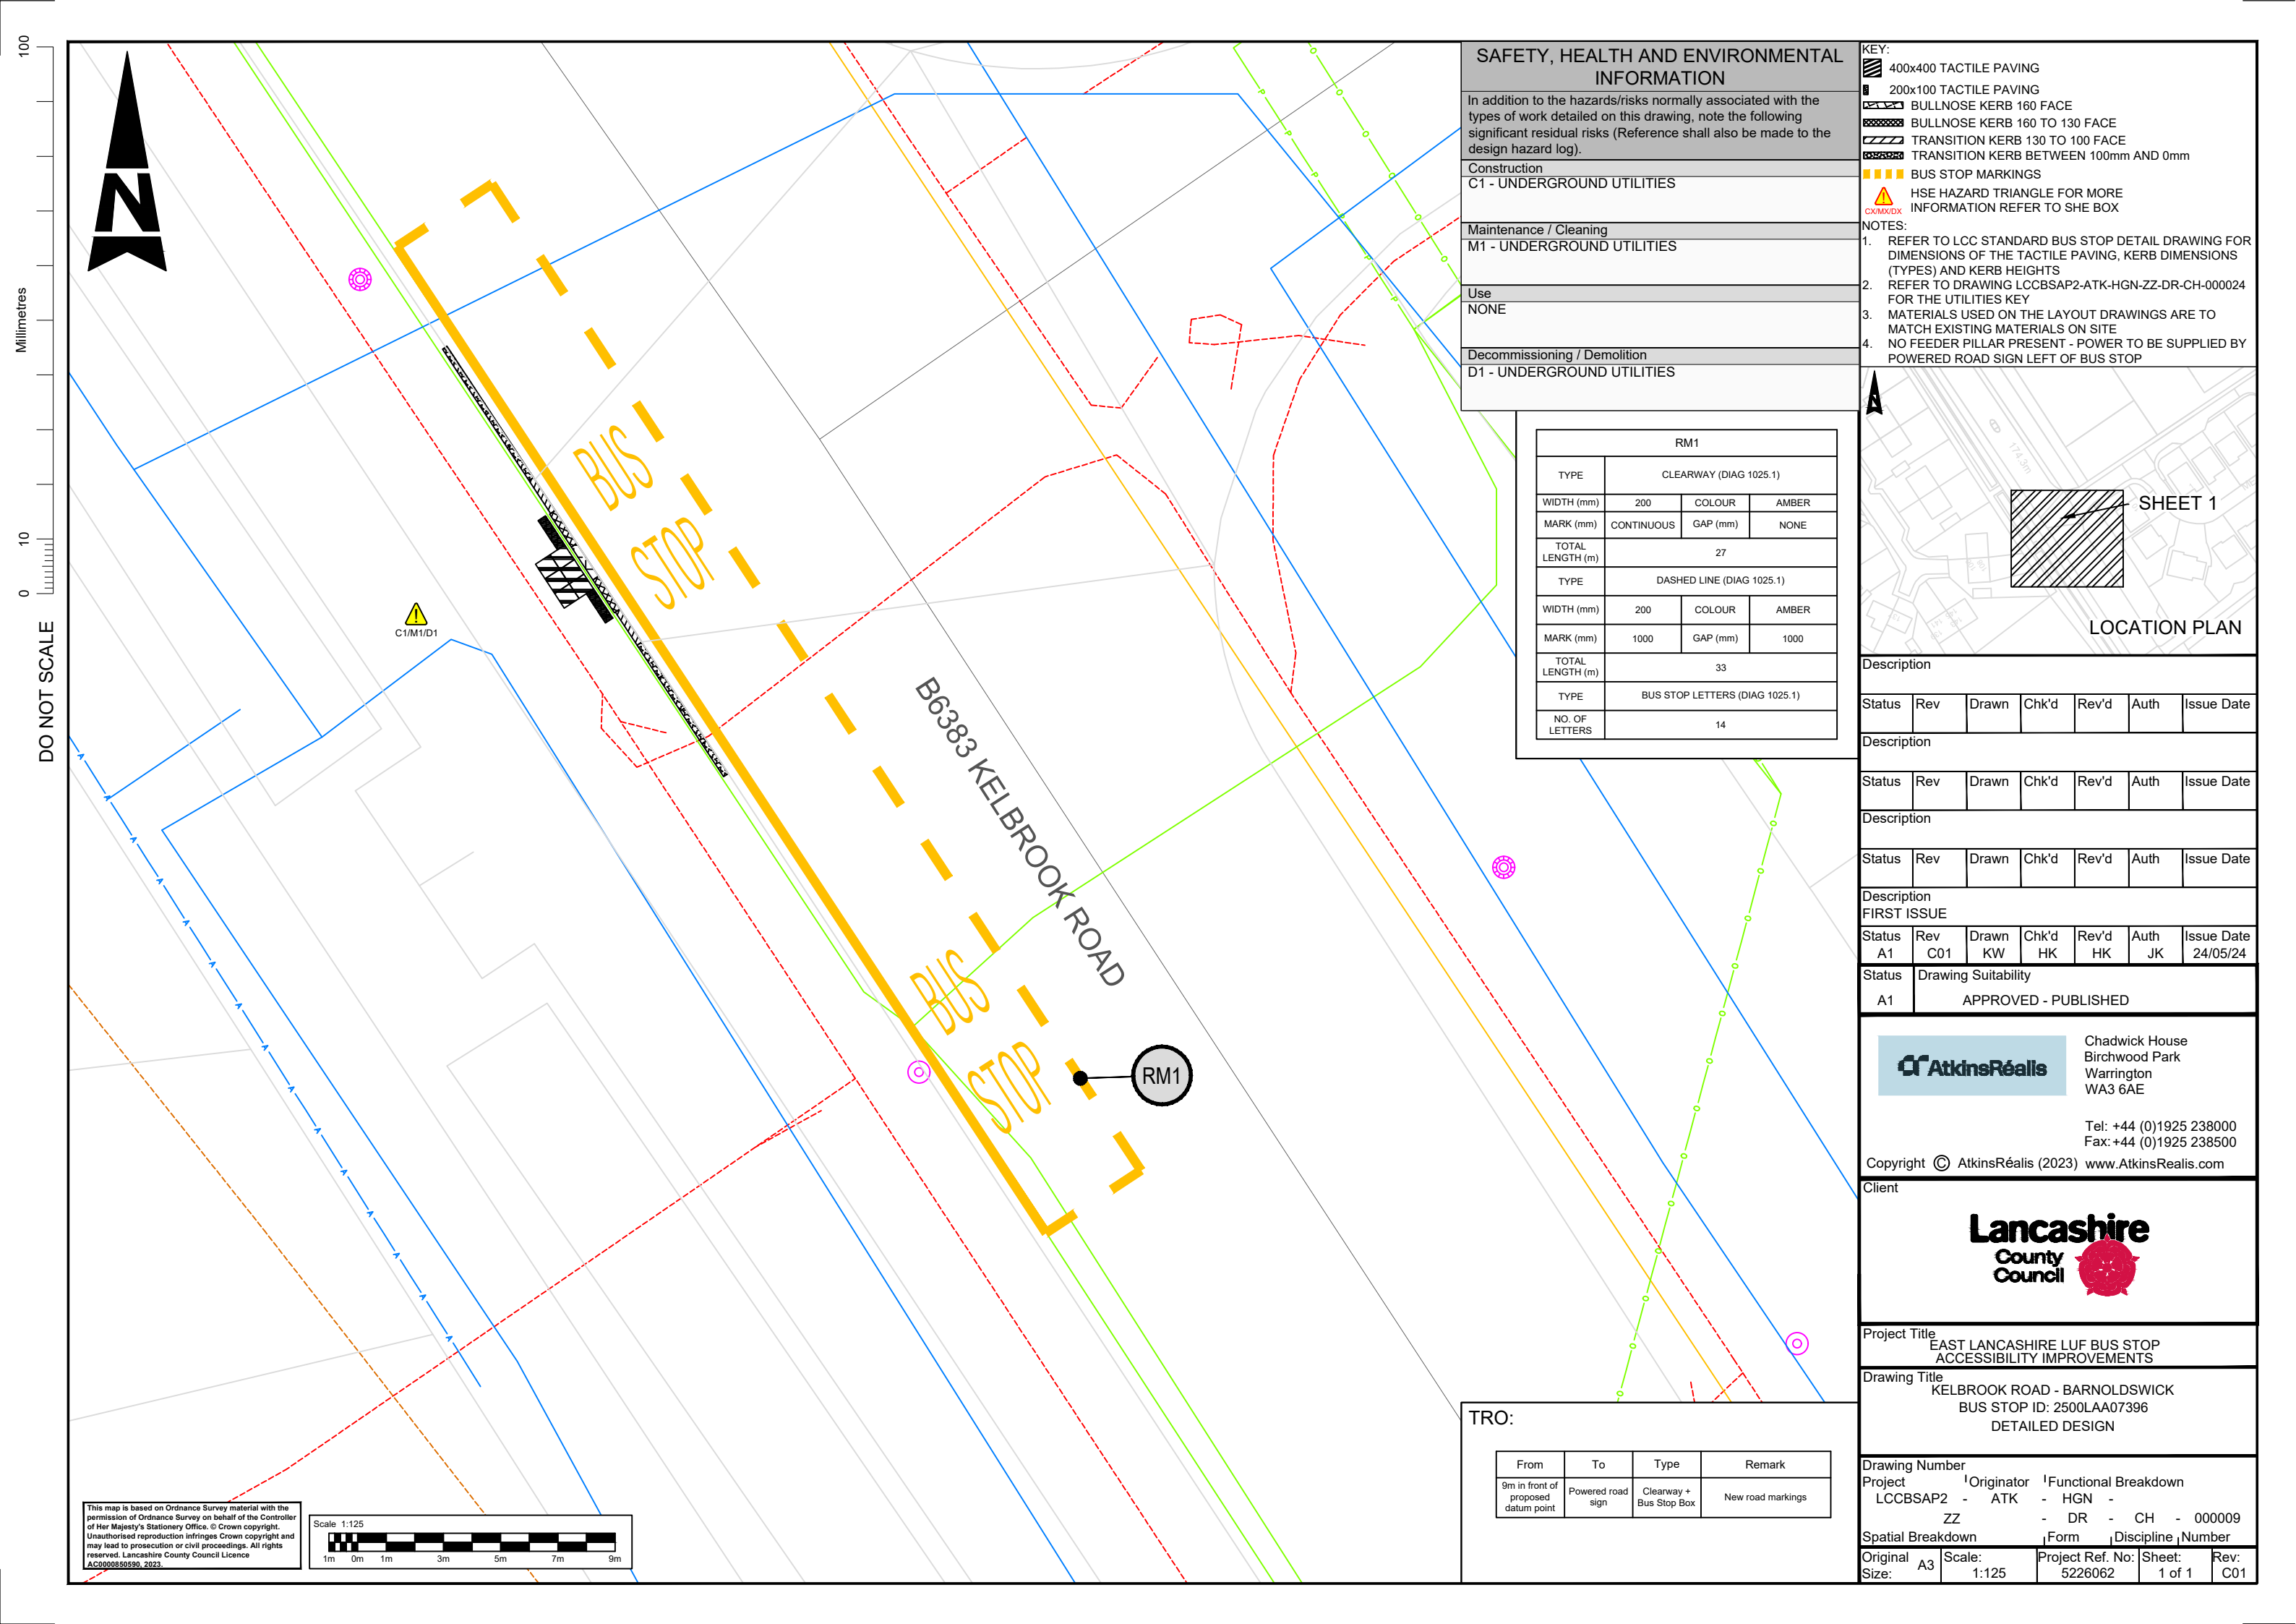 100
Millimetres
10
0
DO NOT SCALE
N
C1/M1/D1
BUS
STOP
B6383 KELBROOK ROAD
BUS
STOP
RM1
This map is based on Ordnance Survey material with the
permission of Ordnance Survey on behalf of the Controller
of Her Majesty's Stationery Office. © Crown copyright.
Unauthorised reproduction infringes Crown copyright and
may lead to prosecution or civil proceedings. All rights
reserved. Lancashire County Council Licence
AC0000850590, 2023.
Scale 1:125
1m 0m 1m 3m 5m 7m 9m
SAFETY, HEALTH AND ENVIRONMENTAL
INFORMATION
In addition to the hazards/risks normally associated with the
types of work detailed on this drawing, note the following
significant residual risks (Reference shall also be made to the
design hazard log).
Construction
C1 - UNDERGROUND UTILITIES
Maintenance / Cleaning
M1 - UNDERGROUND UTILITIES
Use
NONE
Decommissioning / Demolition
D1 - UNDERGROUND UTILITIES
RM1
TYPE CLEARWAY (DIAG 1025.1)
WIDTH (mm) 200 COLOUR AMBER
MARK (mm) CONTINUOUS GAP (mm) NONE
TOTAL
LENGTH (m) 27
TYPE DASHED LINE (DIAG 1025.1)
WIDTH (mm) 200 COLOUR AMBER
MARK (mm) 1000 GAP (mm) 1000
TOTAL
LENGTH (m) 33
TYPE BUS STOP LETTERS (DIAG 1025.1)
NO. OF
LETTERS 14
TRO:
From To Type Remark
9m in front of
proposed
datum point
Powered road
sign
Clearway +
Bus Stop Box
New road markings
KEY:
400x400 TACTILE PAVING
200x100 TACTILE PAVING
BULLNOSE KERB 160 FACE
BULLNOSE KERB 160 TO 130 FACE
TRANSITION KERB 130 TO 100 FACE
TRANSITION KERB BETWEEN 100mm AND 0mm
BUS STOP MARKINGS
HSE HAZARD TRIANGLE FOR MORE
CX/MX/DX INFORMATION REFER TO SHE BOX
NOTES:
1. REFER TO LCC STANDARD BUS STOP DETAIL DRAWING FOR
DIMENSIONS OF THE TACTILE PAVING, KERB DIMENSIONS
(TYPES) AND KERB HEIGHTS
2. REFER TO DRAWING LCCBSAP2-ATK-HGN-ZZ-DR-CH-000024
FOR THE UTILITIES KEY
3. MATERIALS USED ON THE LAYOUT DRAWINGS ARE TO
MATCH EXISTING MATERIALS ON SITE
4. NO FEEDER PILLAR PRESENT - POWER TO BE SUPPLIED BY
POWERED ROAD SIGN LEFT OF BUS STOP
N
174.3m
SHEET 1
LOCATION PLAN
Description
Status Rev Drawn Chk'd Rev'd Auth Issue Date
Description
Status Rev Drawn Chk'd Rev'd Auth Issue Date
Description
Status Rev Drawn Chk'd Rev'd Auth Issue Date
Description
FIRST ISSUE
Status Rev Drawn Chk'd Rev'd Auth Issue Date
A1 C01 KW HK HK JK 24/05/24
Status Drawing Suitability
A1 APPROVED - PUBLISHED
AtkinsRéalis
Chadwick House
Birchwood Park
Warrington
WA3 6AE
Tel: +44 (0)1925 238000
Fax: +44 (0)1925 238500
Copyright © AtkinsRéalis (2023) www.AtkinsRealis.com
Client
Lancashire
County
Council
Project Title
EAST LANCASHIRE LUF BUS STOP
ACCESSIBILITY IMPROVEMENTS
Drawing Title
KELBROOK ROAD - BARNOLDSWICK
BUS STOP ID: 2500LAA07396
DETAILED DESIGN
Drawing Number
Project Originator Functional Breakdown
LCCBSAP2 - ATK - HGN -
ZZ - DR - CH - 000009
Spatial Breakdown Form Discipline Number
Original
Size: A3
Scale:
1:125
Project Ref. No:
5226062
Sheet:
1 of 1
Rev:
C01